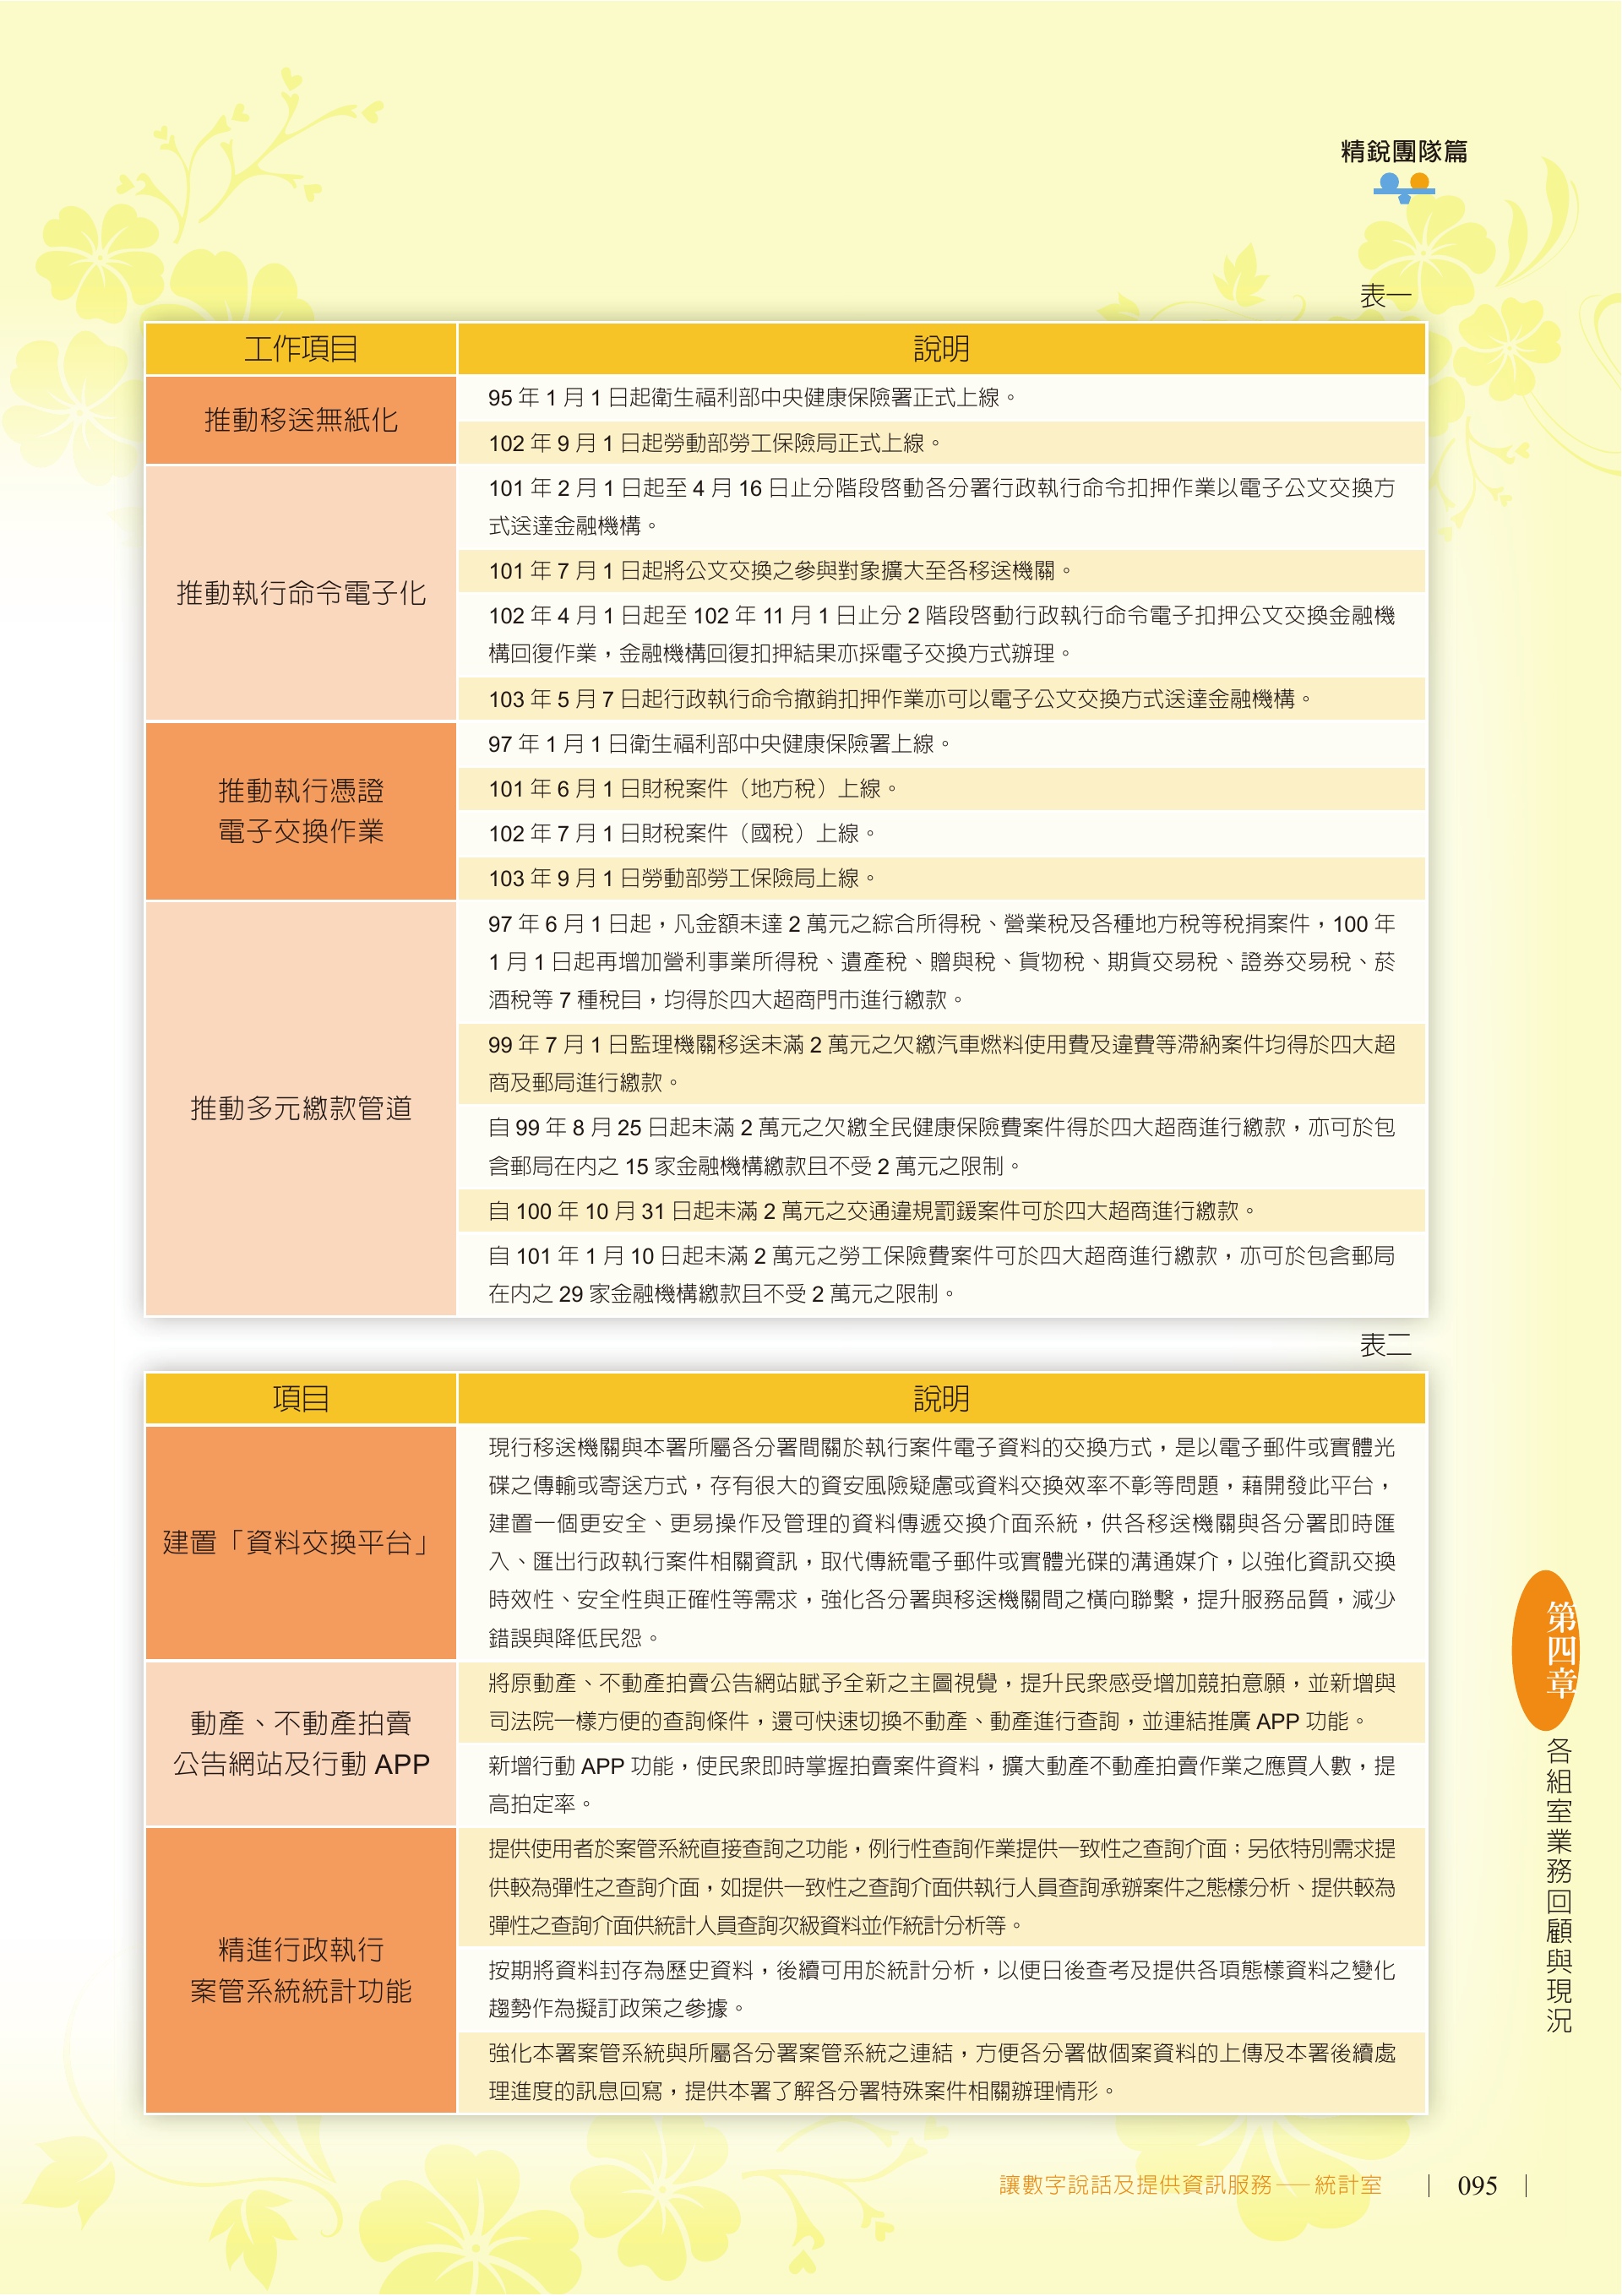 精銳團隊篇
表一
工作項目
說明
推動移送無紙化
95 年 1 月 1 日起衛生福利部中央健康保險署正式上線。
102 年 9 月 1 日起勞動部勞工保險局正式上線。
推動執行命令電子化
101 年 2 月 1 日起至 4 月 16 日止分階段啓動各分署行政執行命令扣押作業以電子公文交換方
式送達金融機構。
101 年 7 月 1 日起將公文交換之參與對象擴大至各移送機關。
102 年 4 月 1 日起至 102 年 11 月 1 日止分 2 階段啓動行政執行命令電子扣押公文交換金融機
構回復作業，金融機構回復扣押結果亦採電子交換方式辦理。
103 年 5 月 7 日起行政執行命令撤銷扣押作業亦可以電子公文交換方式送達金融機構。
推動執行憑證
電子交換作業
97 年 1 月 1 日衛生福利部中央健康保險署上線。
101 年 6 月 1 日財稅案件（地方稅）上線。
102 年 7 月 1 日財稅案件（國稅）上線。
103 年 9 月 1 日勞動部勞工保險局上線。
推動多元繳款管道
97 年 6 月 1 日起，凡金額未達 2 萬元之綜合所得稅、營業稅及各種地方稅等稅捐案件，100 年
1 月 1 日起再增加營利事業所得稅、遺產稅、贈與稅、貨物稅、期貨交易稅、證券交易稅、菸
酒稅等 7 種稅目，均得於四大超商門市進行繳款。
99 年 7 月 1 日監理機關移送未滿 2 萬元之欠繳汽車燃料使用費及違費等滯納案件均得於四大超
商及郵局進行繳款。
自 99 年 8 月 25 日起未滿 2 萬元之欠繳全民健康保險費案件得於四大超商進行繳款，亦可於包
含郵局在內之 15 家金融機構繳款且不受 2 萬元之限制。
自 100 年 10 月 31 日起未滿 2 萬元之交通違規罰鍰案件可於四大超商進行繳款。
自 101 年 1 月 10 日起未滿 2 萬元之勞工保險費案件可於四大超商進行繳款，亦可於包含郵局
在內之 29 家金融機構繳款且不受 2 萬元之限制。
表二
項目
說明
建置「資料交換平台」
現行移送機關與本署所屬各分署間關於執行案件電子資料的交換方式，是以電子郵件或實體光
碟之傳輸或寄送方式，存有很大的資安風險疑慮或資料交換效率不彰等問題，藉開發此平台，
建置一個更安全、更易操作及管理的資料傳遞交換介面系統，供各移送機關與各分署即時匯
入、匯出行政執行案件相關資訊，取代傳統電子郵件或實體光碟的溝通媒介，以強化資訊交換
時效性、安全性與正確性等需求，強化各分署與移送機關間之橫向聯繫，提升服務品質，減少
錯誤與降低民怨。
動產、不動產拍賣
公告網站及行動 APP
將原動產、不動產拍賣公告網站賦予全新之主圖視覺，提升民眾感受增加競拍意願，並新增與
司法院一樣方便的查詢條件，還可快速切換不動產、動產進行查詢，並連結推廣 APP 功能。
新增行動 APP 功能，使民眾即時掌握拍賣案件資料，擴大動產不動產拍賣作業之應買人數，提
高拍定率。
精進行政執行
案管系統統計功能
提供使用者於案管系統直接查詢之功能，例行性查詢作業提供一致性之查詢介面；另依特別需求提
供較為彈性之查詢介面，如提供一致性之查詢介面供執行人員查詢承辦案件之態樣分析、提供較為
彈性之查詢介面供統計人員查詢次級資料並作統計分析等。
按期將資料封存為歷史資料，後續可用於統計分析，以便日後查考及提供各項態樣資料之變化
趨勢作為擬訂政策之參據。
強化本署案管系統與所屬各分署案管系統之連結，方便各分署做個案資料的上傳及本署後續處
理進度的訊息回寫，提供本署了解各分署特殊案件相關辦理情形。
第四章
各組室業務回顧與現況
讓數字說話及提供資訊服務——統計室
095